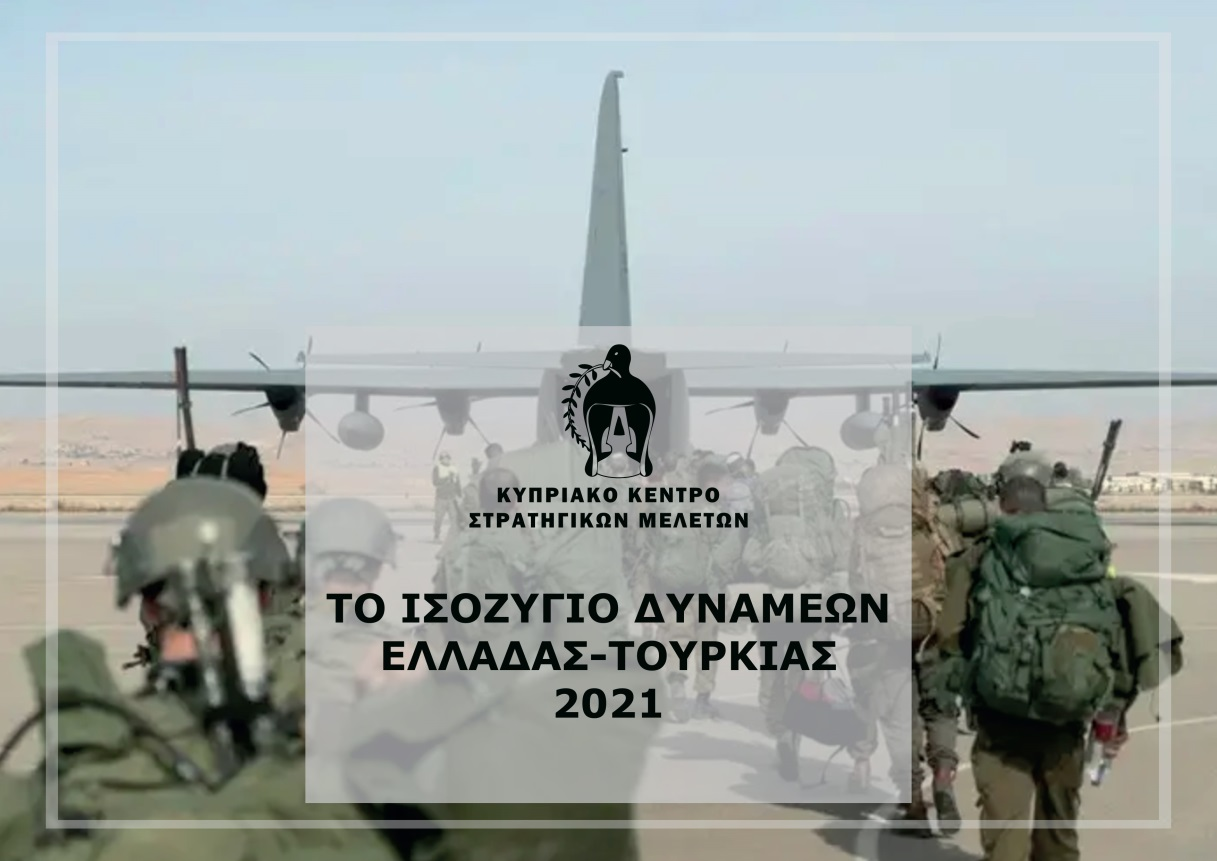 ΚΥΠΡΙΑΚΟ ΚΕΝΤΡΟ
ΣΤΡΑΤΗΓΙΚΩΝ ΜΕΛΕΤΩΝ
ΤΟ ΙΣΟΖΥΓΙΟ ΔΥΝΑΜΕΩΝ
ΕΛΛΑΔΑΣ-ΤΟΥΡΚΙΑΣ
2021